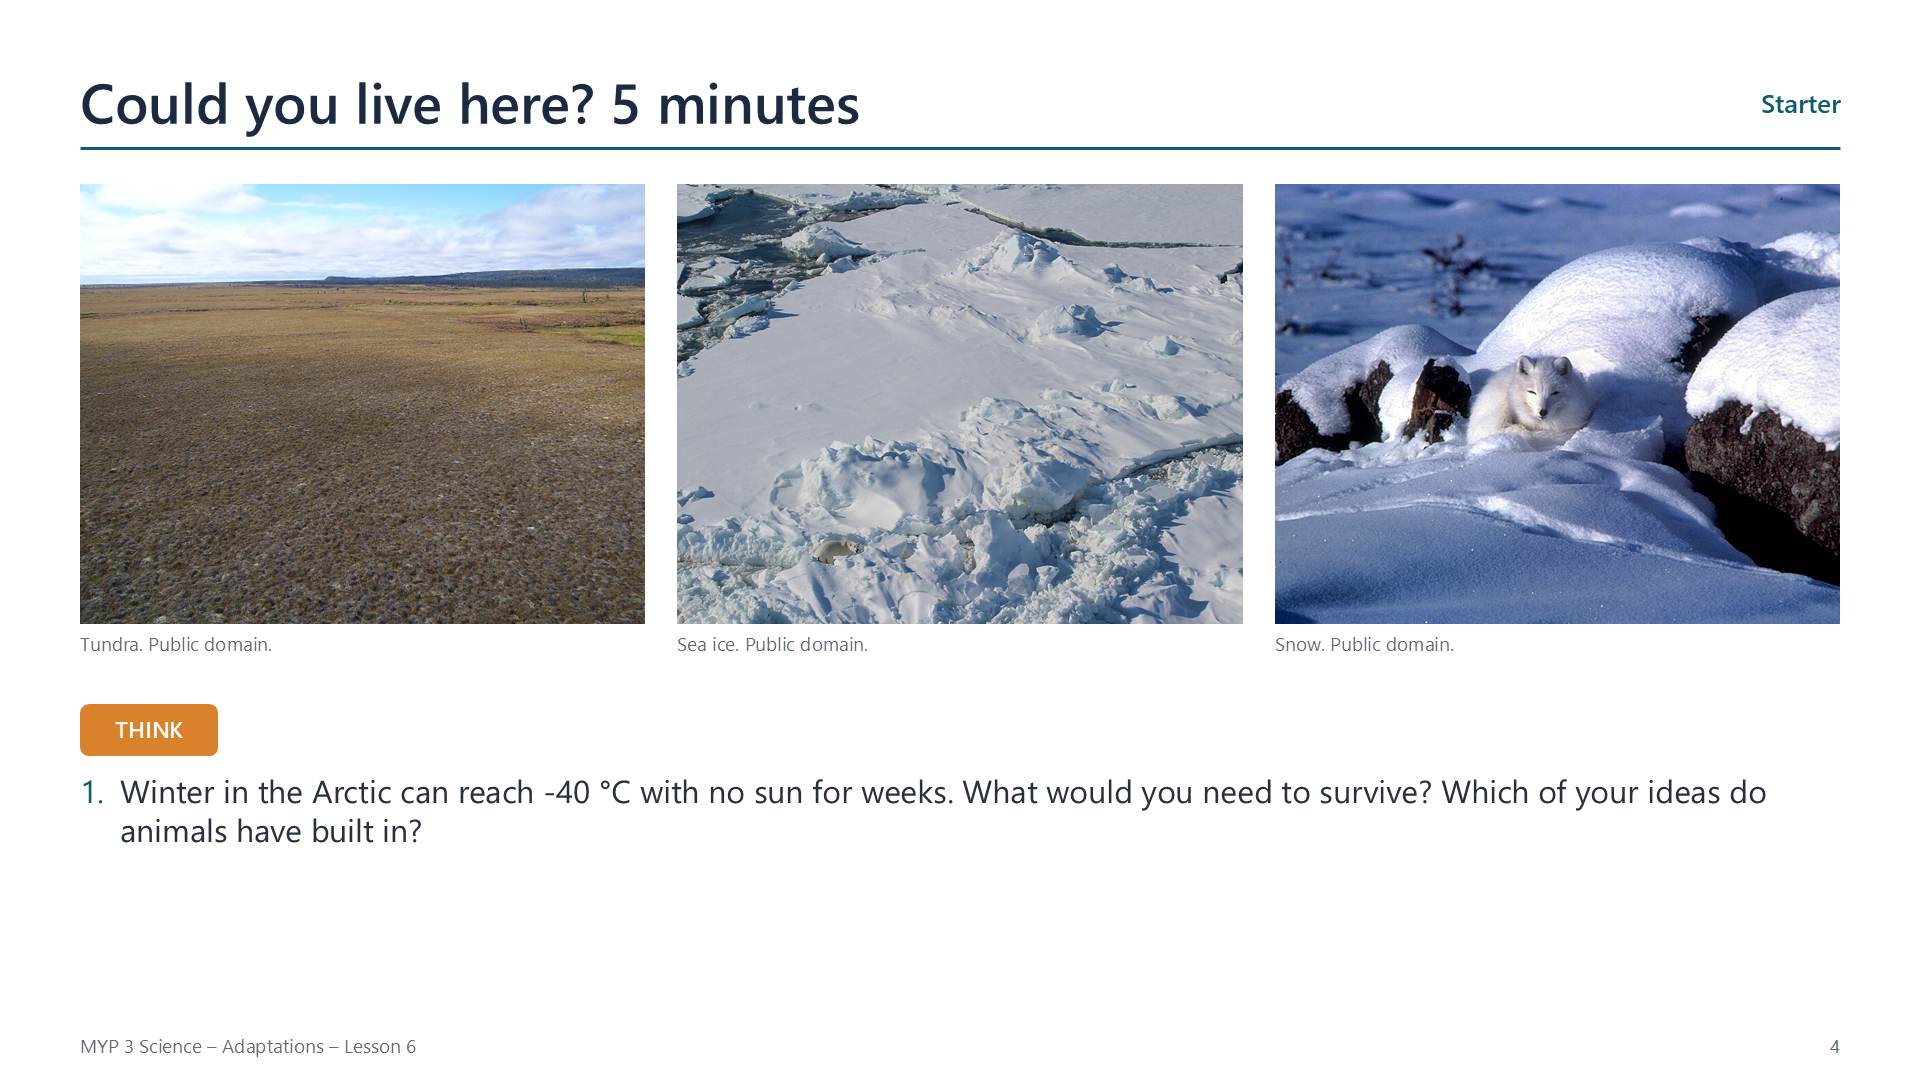 Could you live here? 5 minutes
Starter
Tundra. Public domain.
Sea ice. Public domain.
Snow. Public domain.
THINK
1. Winter in the Arctic can reach -40 °C with no sun for weeks. What would you need to survive? Which of your ideas do
animals have built in?
MYP 3 Science – Adaptations – Lesson 6
4